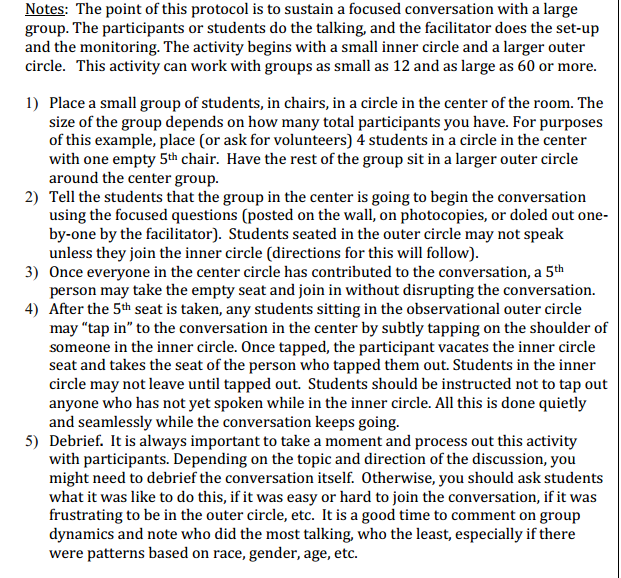 Notes:  The point of this protocol is to sustain a focused conversation with a large
group. The participants or students do the talking, and the facilitator does the set-up
and the monitoring. The activity begins with a small inner circle and a larger outer
circle.   This activity can work with groups as small as 12 and as large as 60 or more.
1) Place a small group of students, in chairs, in a circle in the center of the room. The
size of the group depends on how many total participants you have. For purposes
of this example, place (or ask for volunteers) 4 students in a circle in the center
with one empty 5th chair.  Have the rest of the group sit in a larger outer circle
around the center group.
2) Tell the students that the group in the center is going to begin the conversation
using the focused questions (posted on the wall, on photocopies, or doled out one-
by-one by the facilitator).  Students seated in the outer circle may not speak
unless they join the inner circle (directions for this will follow).
3) Once everyone in the center circle has contributed to the conversation, a 5th
person may take the empty seat and join in without disrupting the conversation.
4) After the 5th seat is taken, any students sitting in the observational outer circle
may “tap in” to the conversation in the center by subtly tapping on the shoulder of
someone in the inner circle. Once tapped, the participant vacates the inner circle
seat and takes the seat of the person who tapped them out. Students in the inner
circle may not leave until tapped out.  Students should be instructed not to tap out
anyone who has not yet spoken while in the inner circle. All this is done quietly
and seamlessly while the conversation keeps going.
5) Debrief.  It is always important to take a moment and process out this activity
with participants. Depending on the topic and direction of the discussion, you
might need to debrief the conversation itself.  Otherwise, you should ask students
what it was like to do this, if it was easy or hard to join the conversation, if it was
frustrating to be in the outer circle, etc.  It is a good time to comment on group
dynamics and note who did the most talking, who the least, especially if there
were patterns based on race, gender, age, etc.